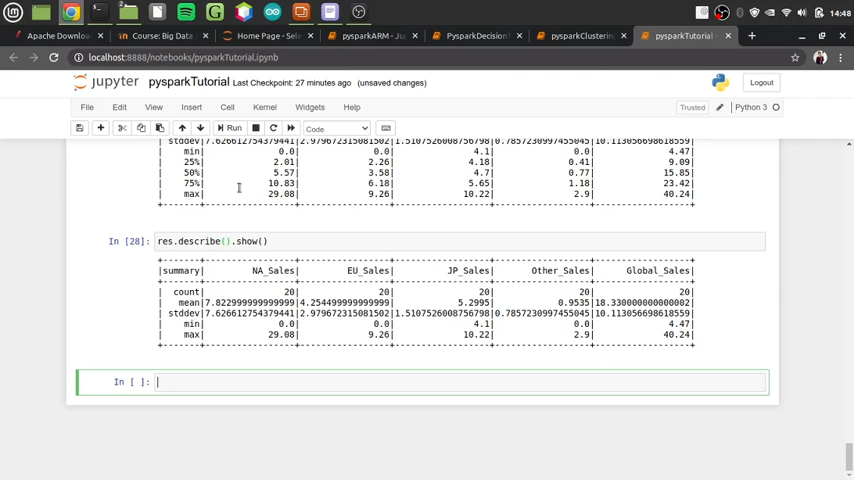 14:48
Apache Download
Course: Big Data
Home Page - Sele
pysparkARM - Ju
PysparkDecisionT
pysparkClustering
pysparkTutorial -
localhost:8888/notebooks/pysparkTutorial.ipynb
jupyter pysparkTutorial Last Checkpoint: 27 minutes ago (unsaved changes)
Logout
File Edit View Insert Cell Kernel Widgets Help
Trusted
Python 3
Run
Code
| stddev|7.626612754379441|2.979672315081502|1.5107526008756798|0.7857230997455045|10.113056698618559|
| min| 0.0| 0.0| 4.1| 0.0| 4.47|
| 25%| 2.01| 2.26| 4.18| 0.41| 9.09|
| 50%| 5.57| 3.58| 4.7| 0.77| 15.85|
| 75%| 10.83| 6.18| 5.65| 1.18| 23.42|
| max| 29.08| 9.26| 10.22| 2.9| 40.24|
In [28]: res.describe().show()
|summary| NA_Sales| EU_Sales| JP_Sales| Other_Sales| Global_Sales|
| count| 20| 20| 20| 20| 20|
| mean|7.822999999999999|4.254499999999999| 5.2995| 0.9535|18.330000000000002|
| stddev|7.626612754379441|2.979672315081502|1.5107526008756798|0.7857230997455045|10.113056698618559|
| min| 0.0| 0.0| 4.1| 0.0| 4.47|
| max| 29.08| 9.26| 10.22| 2.9| 40.24|
In [ ]: